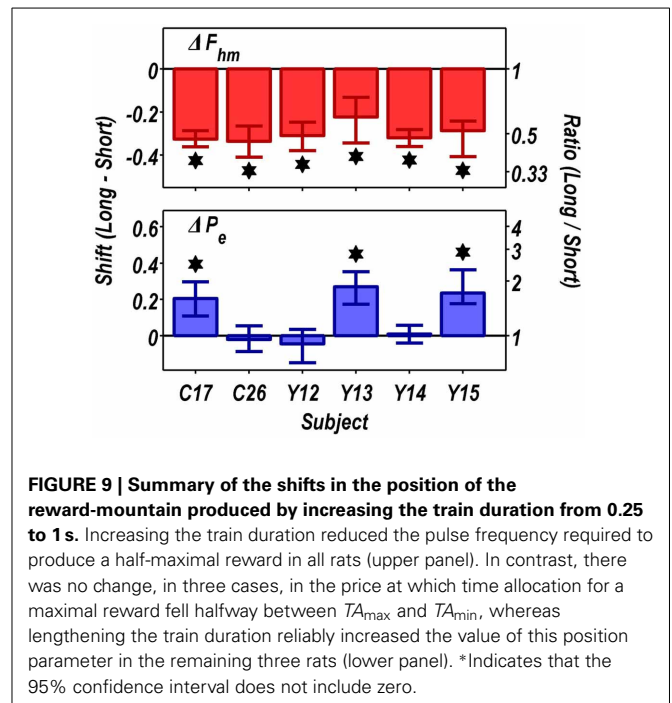 ΔF_hm
0
-0.2
-0.4
1
0.5
0.33
Shift (Long - Short)
Ratio (Long / Short)
ΔP_e
0.6
0.4
0.2
0
4
3
2
1
C17 C26 Y12 Y13 Y14 Y15
Subject
FIGURE 9 | Summary of the shifts in the position of the
reward-mountain produced by increasing the train duration from 0.25
to 1 s. Increasing the train duration reduced the pulse frequency required to
produce a half-maximal reward in all rats (upper panel). In contrast, there
was no change, in three cases, in the price at which time allocation for a
maximal reward fell halfway between TAmax and TAmin, whereas
lengthening the train duration reliably increased the value of this position
parameter in the remaining three rats (lower panel). *Indicates that the
95% confidence interval does not include zero.